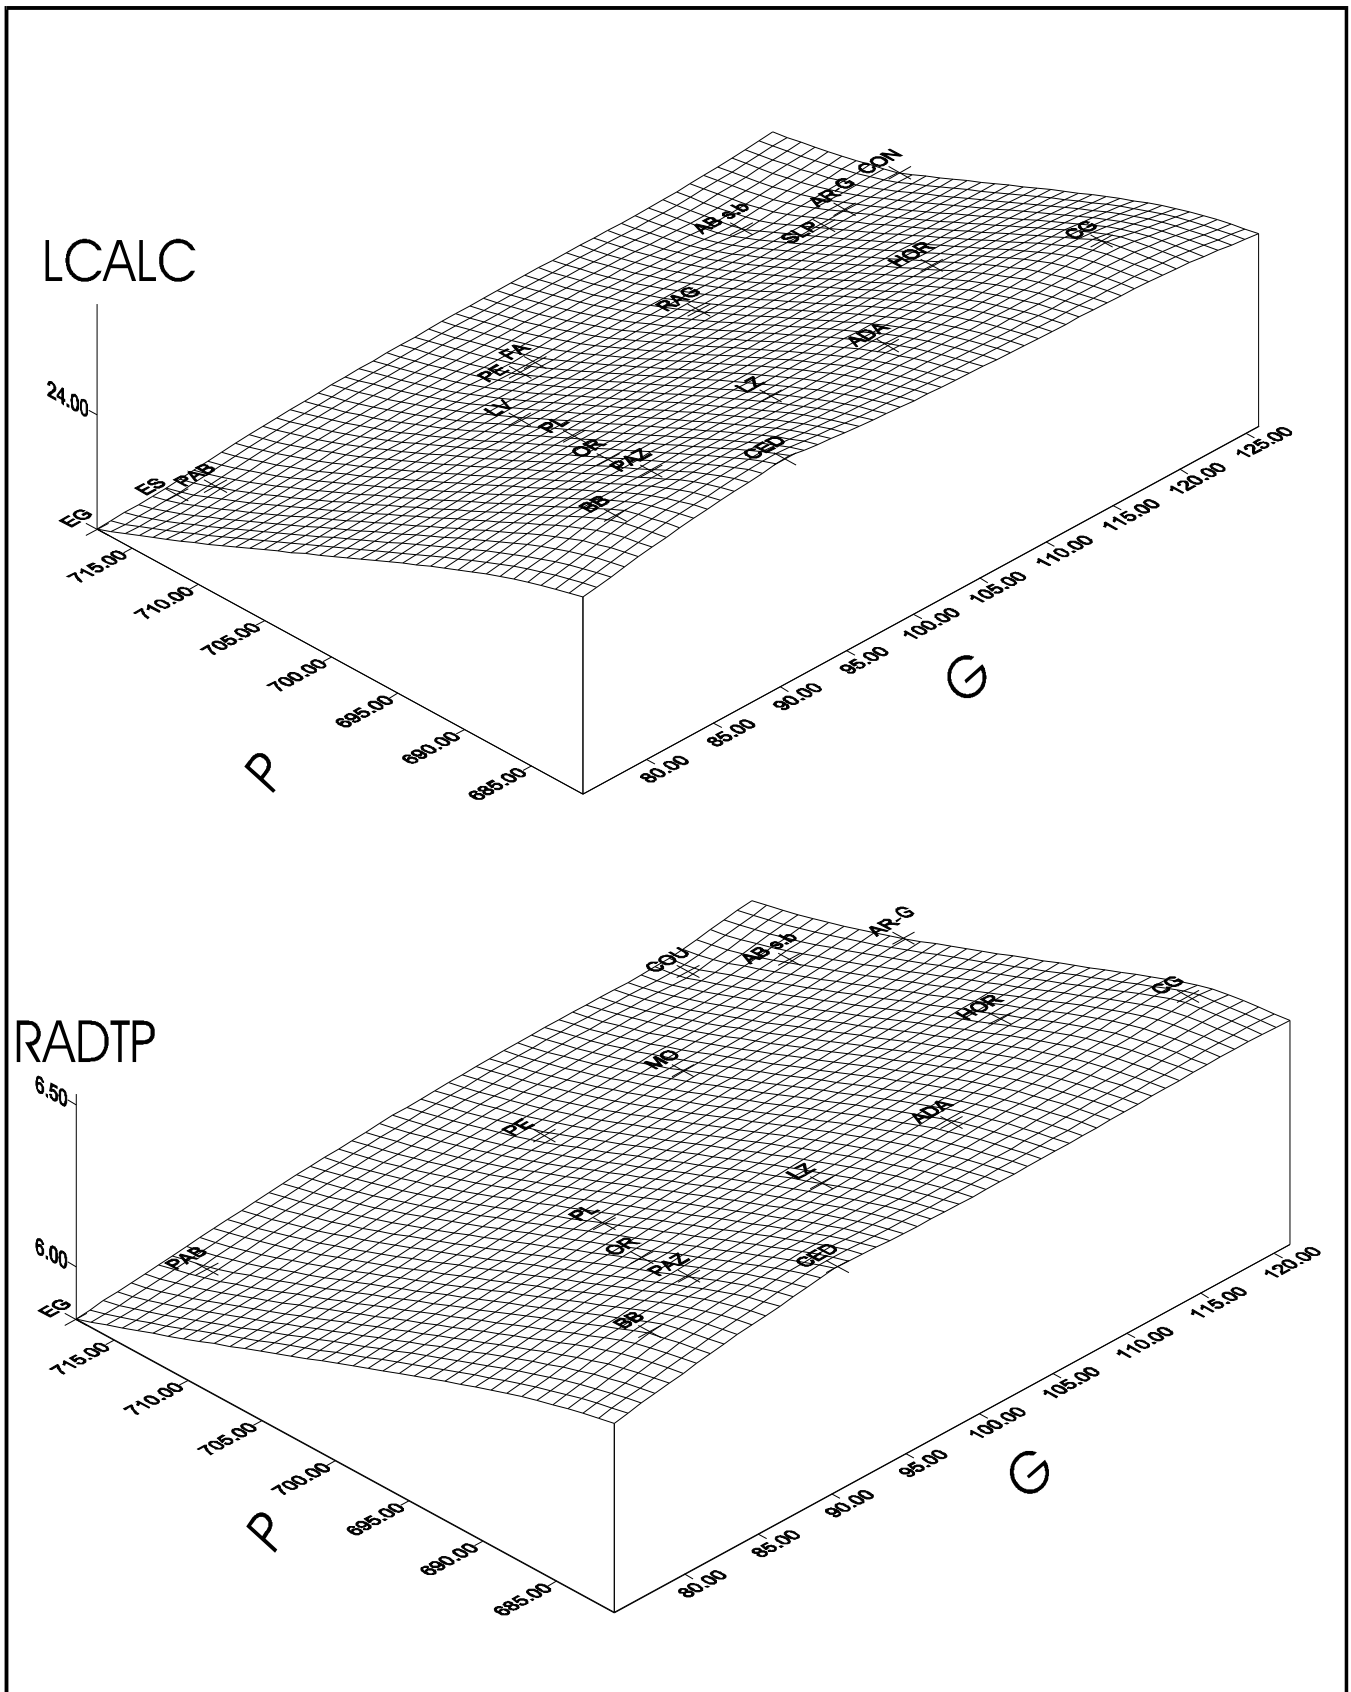 CON
AR-G
AB-s.b
SLP
CG
LCALC
HOR
RAG
ADA
FA
PE
LZ
24.00
LV
PL
OR
CED
PAZ
ES PAB
BB
EG
125.00
120.00
115.00
110.00
105.00
100.00
95.00
90.00
85.00
80.00
G
715.00
710.00
705.00
700.00
695.00
690.00
685.00
P
AR-G
AB-s.b
COU
CG
HOR
RADTP
MO
6.50
ADA
PE
LZ
PL
OR
CED
6.00
PAB
PAZ
EG
BB
120.00
115.00
110.00
105.00
100.00
95.00
90.00
85.00
80.00
G
715.00
710.00
705.00
700.00
695.00
690.00
685.00
P